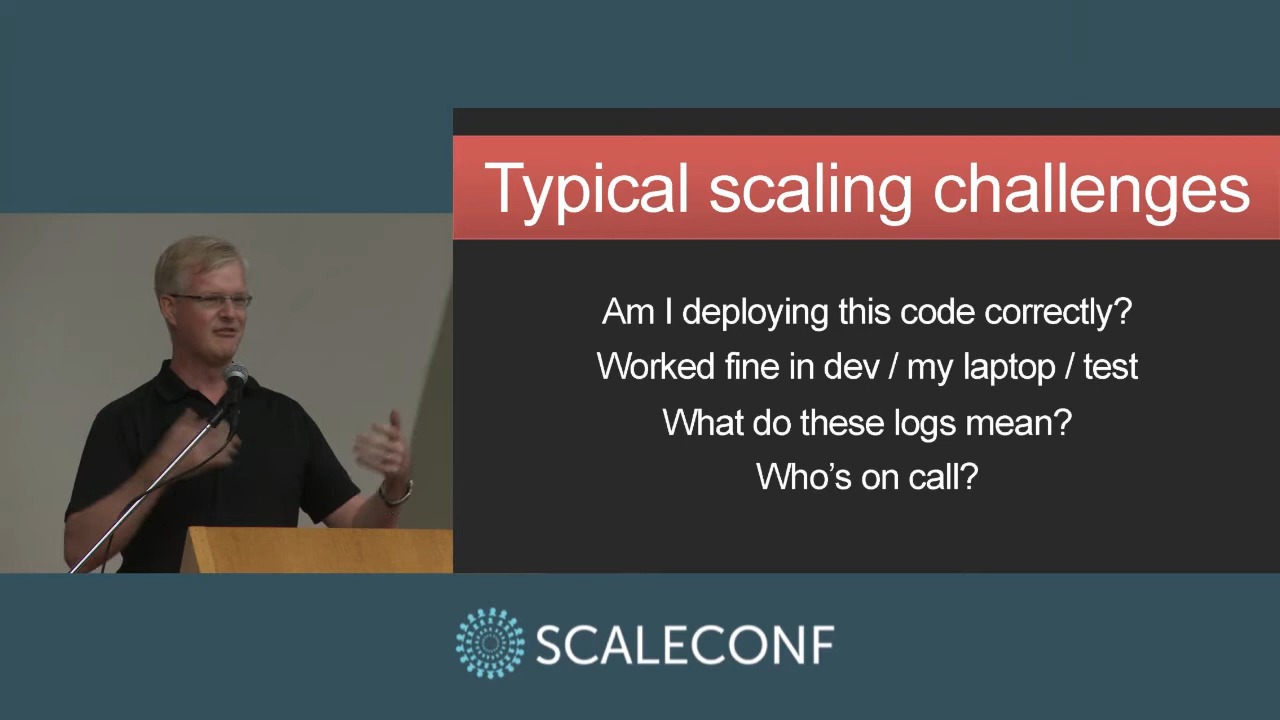 Typical scaling challenges
Am I deploying this code correctly?
Worked fine in dev / my laptop / test
What do these logs mean?
Who’s on call?
SCALECONF